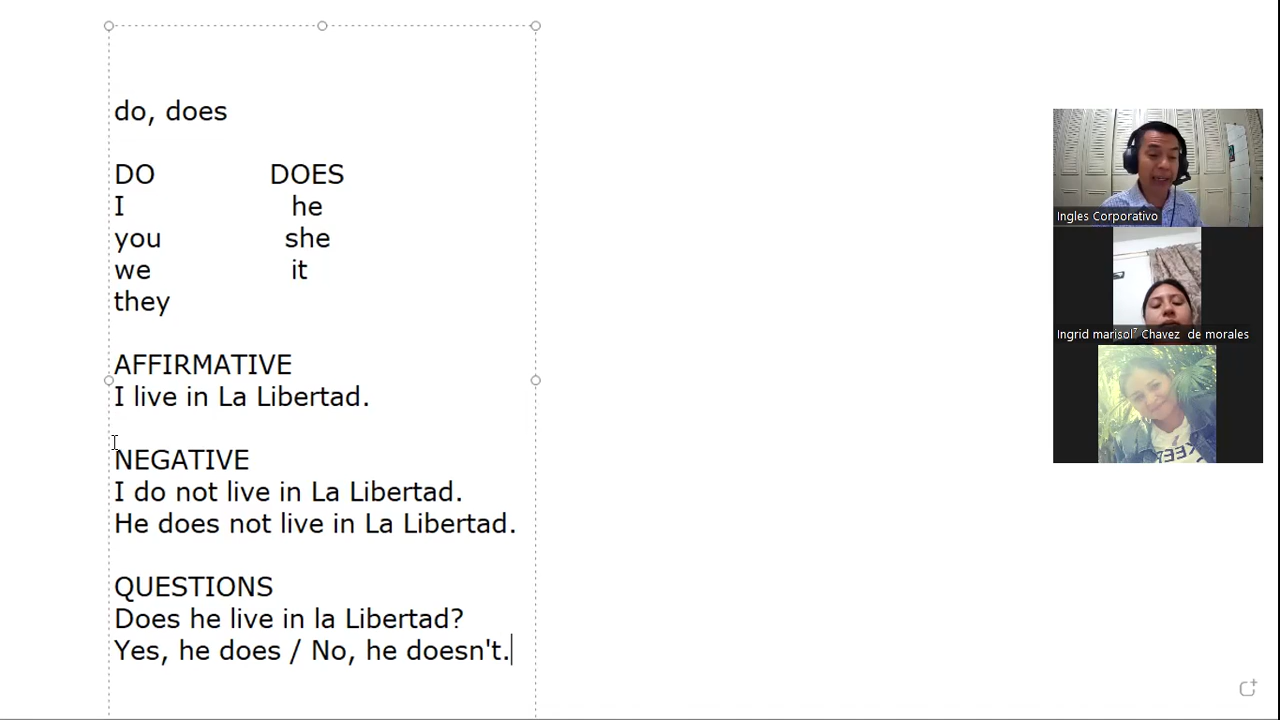 do, does
DO DOES
I he
you she
we it
they
AFFIRMATIVE
I live in La Libertad.
NEGATIVE
I do not live in La Libertad.
He does not live in La Libertad.
QUESTIONS
Does he live in la Libertad?
Yes, he does / No, he doesn't.
Ingles Corporativo
Ingrid marisol Chavez de morales